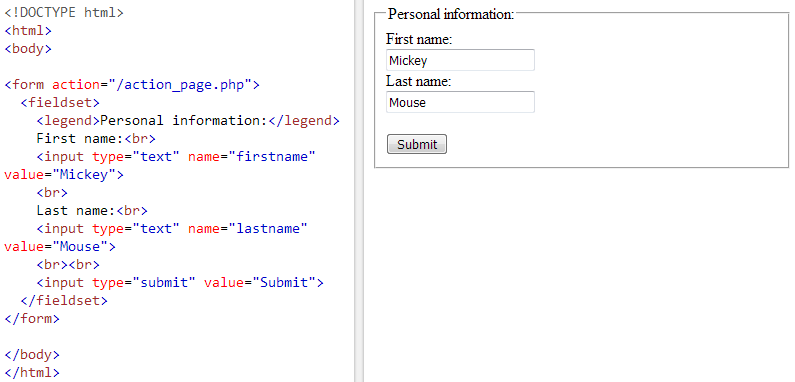 <!DOCTYPE html>
<html>
<body>
<form action="/action_page.php">
<fieldset>
<legend>Personal information:</legend>
First name:<br>
<input type="text" name="firstname"
value="Mickey">
<br>
Last name:<br>
<input type="text" name="lastname"
value="Mouse">
<br><br>
<input type="submit" value="Submit">
</fieldset>
</form>
</body>
</html>
Personal information:
First name:
Mickey
Last name:
Mouse
Submit